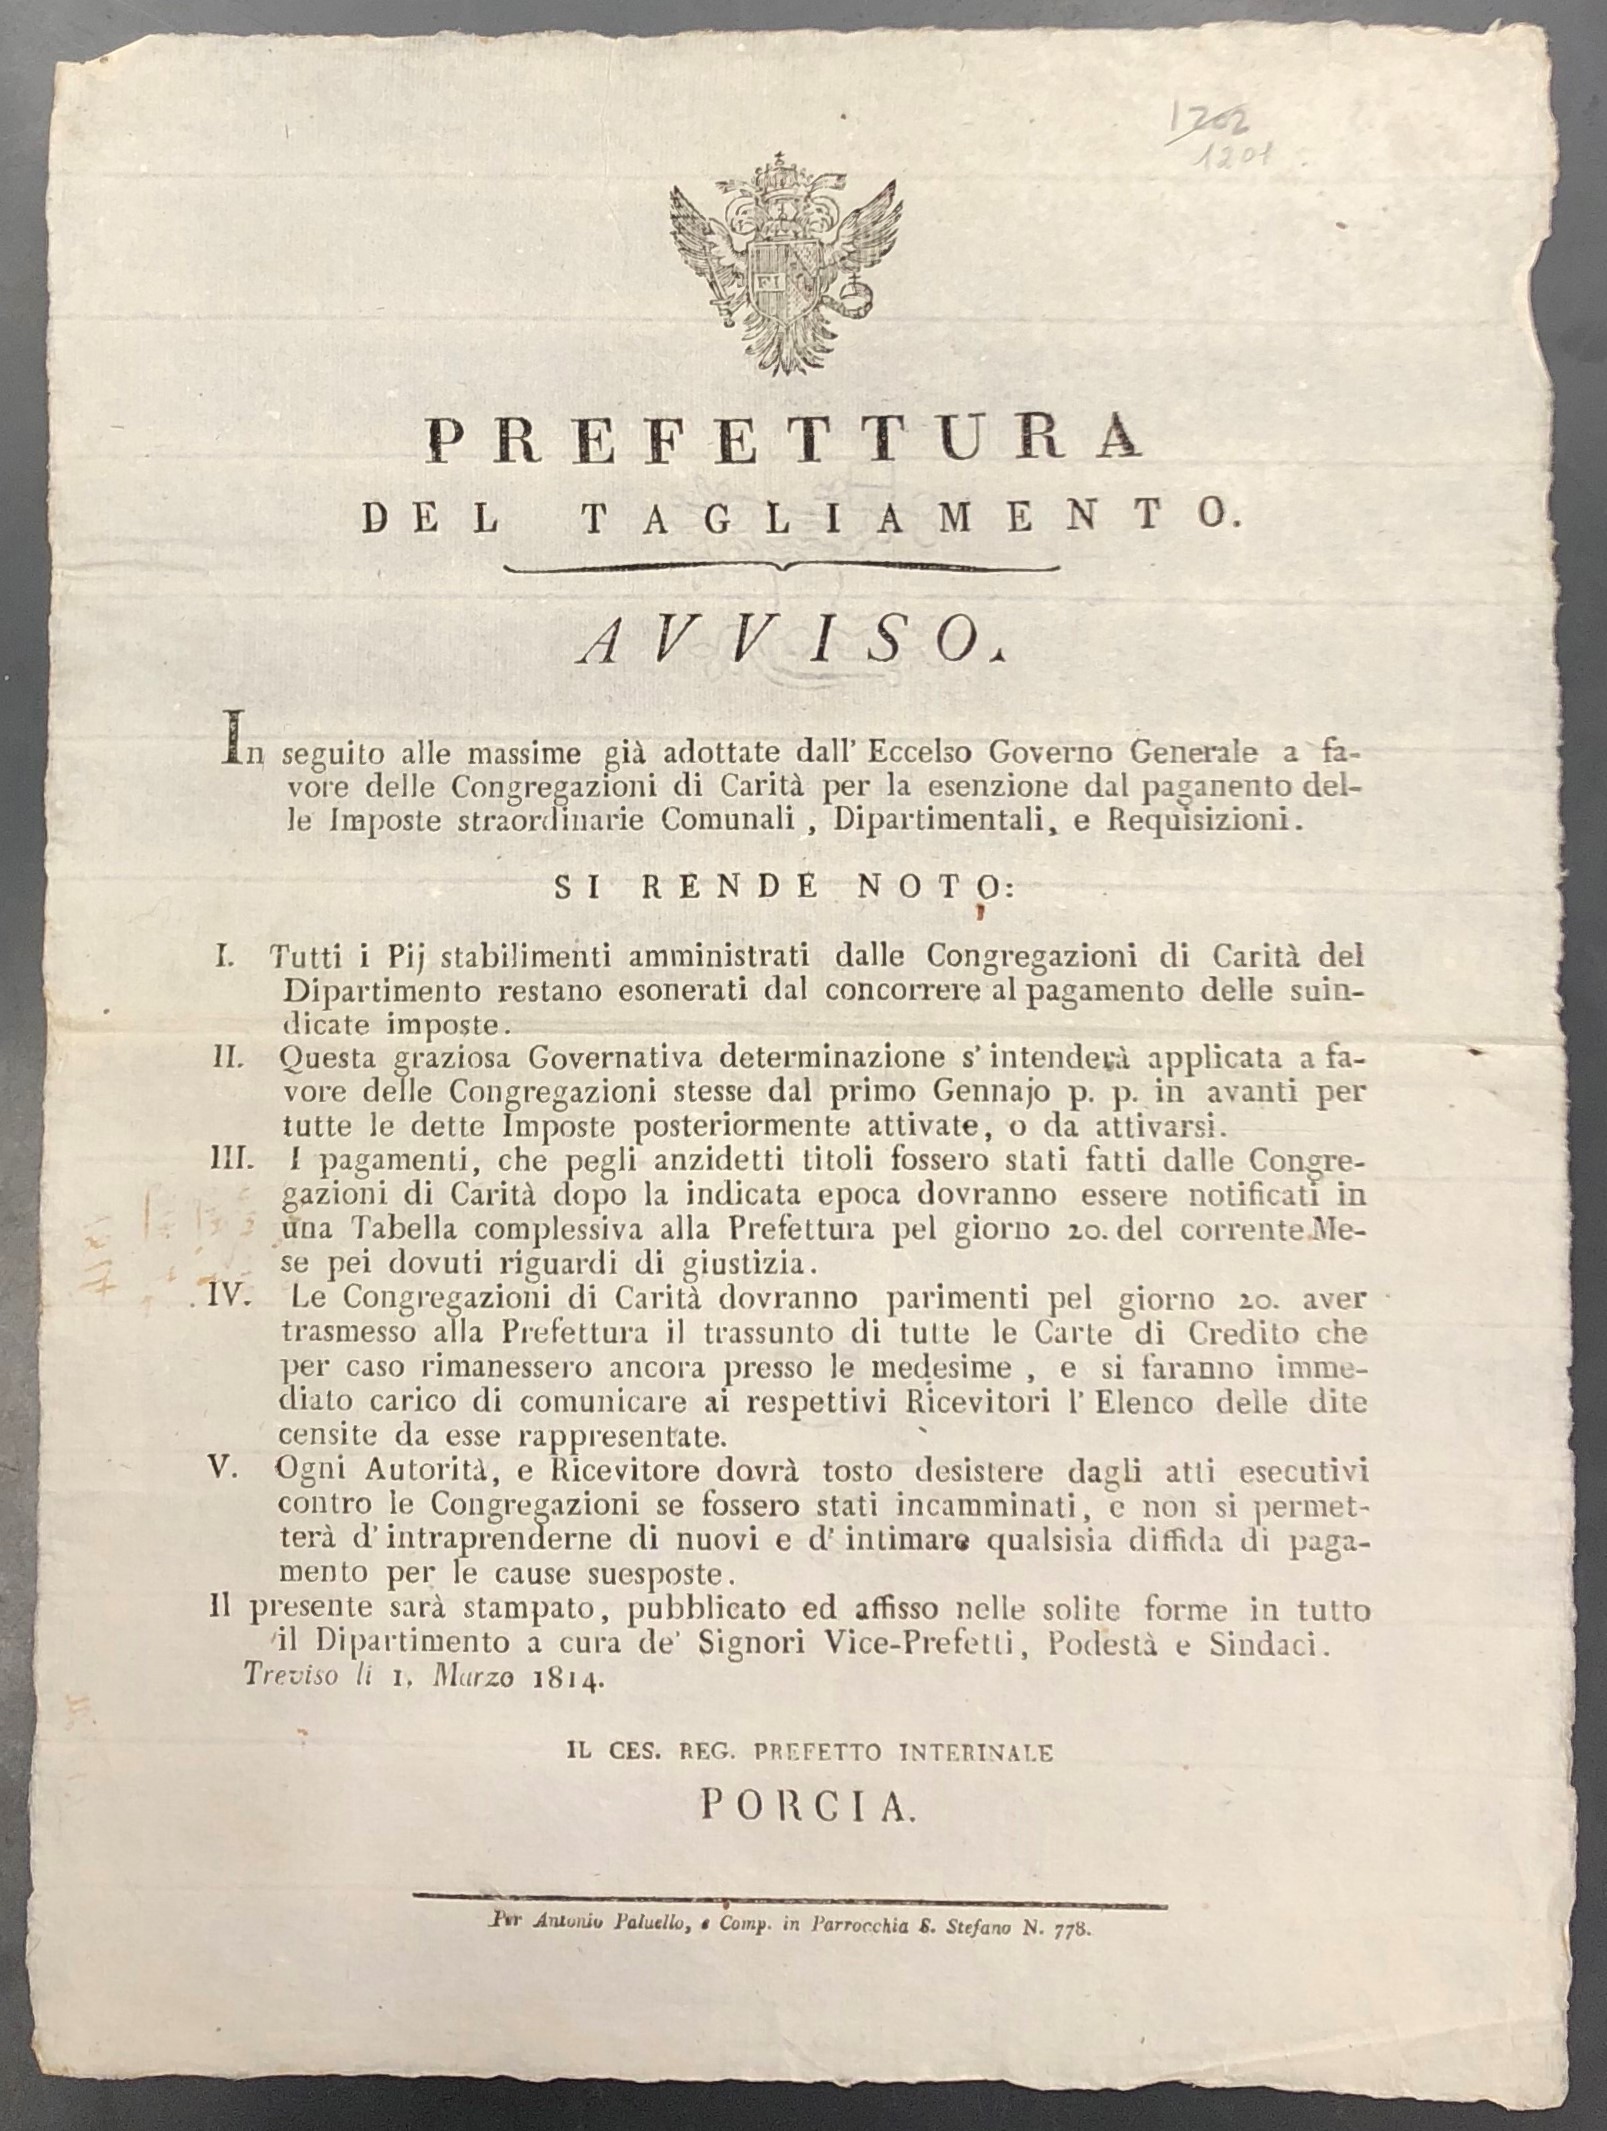 1202
1201
FI
PREFETTURA
DEL TAGLIAMENTO.
AVVISO.
In seguito alle massime già adottate dall' Eccelso Governo Generale a fa-
vore delle Congregazioni di Carità per la esenzione dal paganento del-
le Imposte straordinarie Comunali, Dipartimentali, e Requisizioni.
SI RENDE NOTO:
I. Tutti i Pij stabilimenti amministrati dalle Congregazioni di Carità del
Dipartimento restano esonerati dal concorrere al pagamento delle suin-
dicate imposte.
II. Questa graziosa Governativa determinazione s' intenderà applicata a fa-
vore delle Congregazioni stesse dal primo Gennajo p. p. in avanti per
tutte le dette Imposte posteriormente attivate, o da attivarsi.
III. I pagamenti, che pegli anzidetti titoli fossero stati fatti dalle Congre-
gazioni di Carità dopo la indicata epoca dovranno essere notificati in
una Tabella complessiva alla Prefettura pel giorno 20. del corrente Me-
se pei dovuti riguardi di giustizia.
IV. Le Congregazioni di Carità dovranno parimenti pel giorno 20. aver
trasmesso alla Prefettura il trassunto di tutte le Carte di Credito che
per caso rimanessero ancora presso le medesime, e si faranno imme-
diato carico di comunicare ai respettivi Ricevitori l' Elenco delle dite
censite da esse rappresentate.
V. Ogni Autorità, e Ricevitore dovrà tosto desistere dagli atti esecutivi
contro le Congregazioni se fossero stati incamminati, e non si permet-
terà d' intraprenderne di nuovi e d' intimare qualsisia diffida di paga-
mento per le cause suesposte.
Il presente sarà stampato, pubblicato ed affisso nelle solite forme in tutto
il Dipartimento a cura de' Signori Vice-Prefetti, Podestà e Sindaci.
Treviso li 1, Marzo 1814.
IL CES. REG. PREFETTO INTERINALE
PORCIA.
Per Antonio Paluello, e Comp. in Parrocchia S. Stefano N. 778.